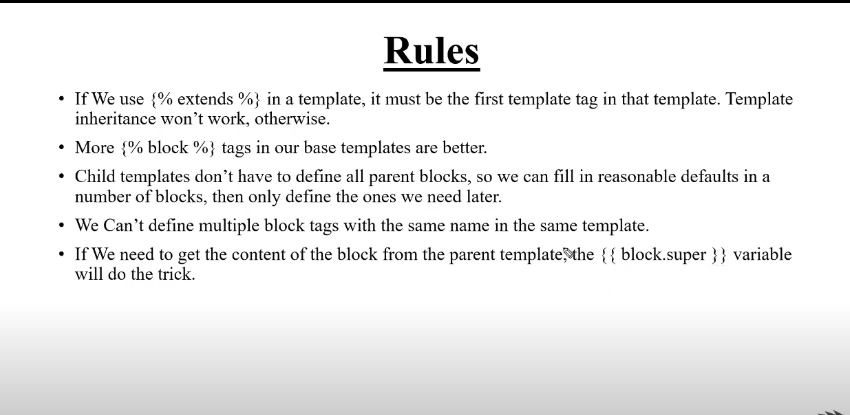 Rules
• If We use {% extends %} in a template, it must be the first template tag in that template. Template
inheritance won't work, otherwise.
• More {% block %} tags in our base templates are better.
• Child templates don't have to define all parent blocks, so we can fill in reasonable defaults in a
number of blocks, then only define the ones we need later.
• We Can't define multiple block tags with the same name in the same template.
• If We need to get the content of the block from the parent template, the {{ block.super }} variable
will do the trick.